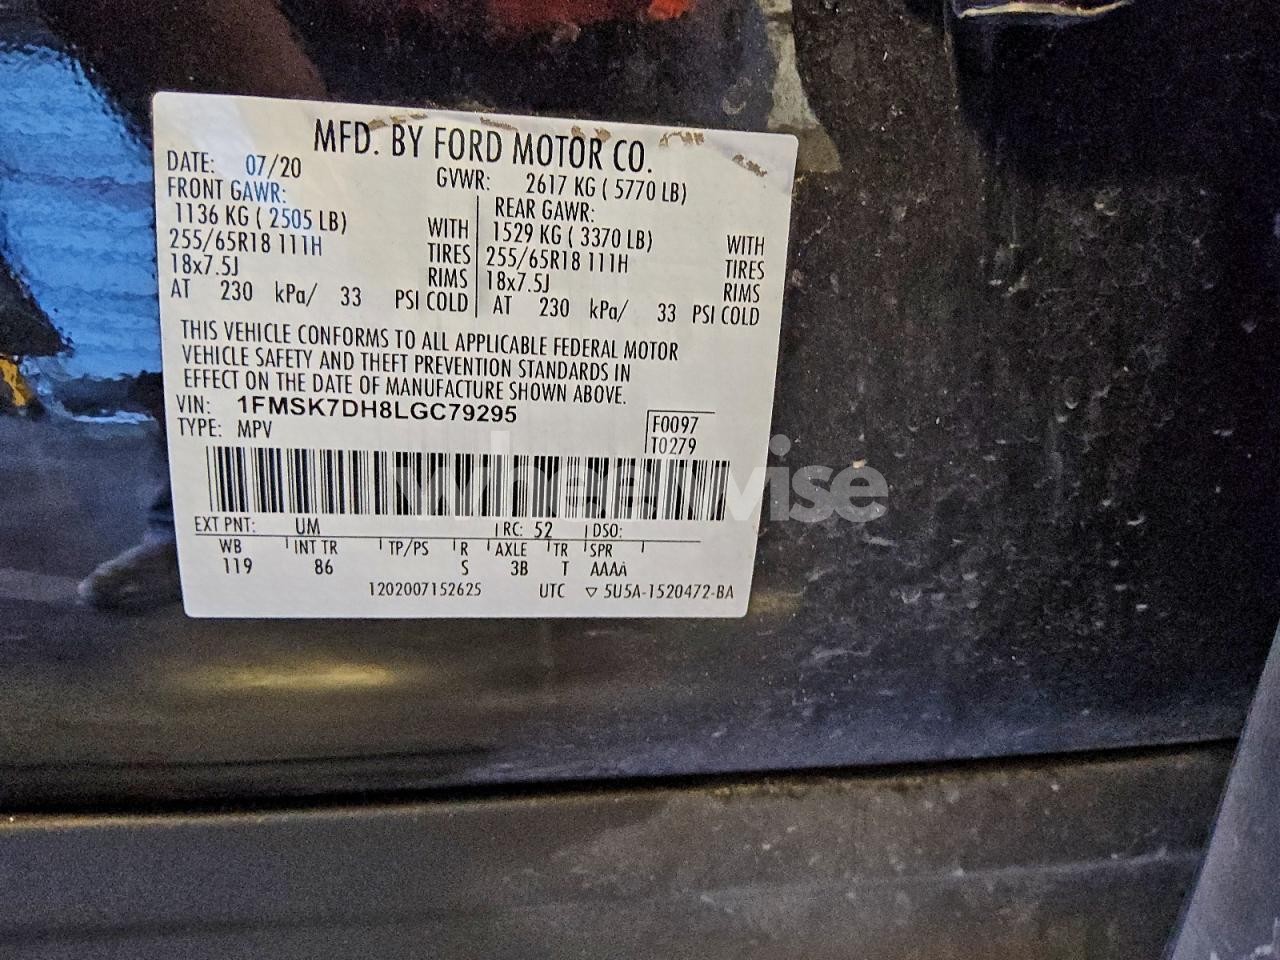 MFD. BY FORD MOTOR CO.
DATE: 07/20
GVWR: 2617 KG ( 5770 LB)
FRONT GAWR:
1136 KG ( 2505 LB) WITH
255/65R18 111H TIRES
18x7.5J RIMS
AT 230 kPa/ 33 PSI COLD
REAR GAWR:
1529 KG ( 3370 LB) WITH
255/65R18 111H TIRES
18x7.5J RIMS
AT 230 kPa/ 33 PSI COLD
THIS VEHICLE CONFORMS TO ALL APPLICABLE FEDERAL MOTOR
VEHICLE SAFETY AND THEFT PREVENTION STANDARDS IN
EFFECT ON THE DATE OF MANUFACTURE SHOWN ABOVE.
VIN: 1FMSK7DH8LGC79295
TYPE: MPV
F0097
T0279
wheelwise
EXT PNT: UM RC: 52 DSO:
WB INT TR TP/PS R AXLE TR SPR
119 86 S 3B T AAAA
1202007152625 UTC ▽ 5U5A-1520472-BA